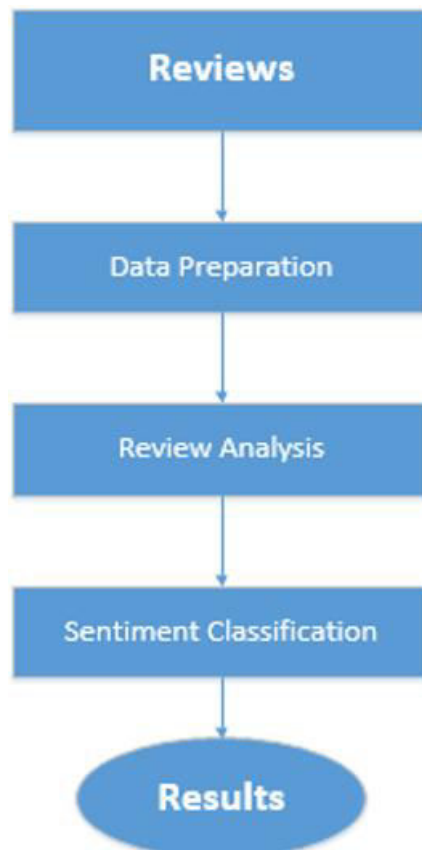 Reviews
Data Preparation
Review Analysis
Sentiment Classification
Results